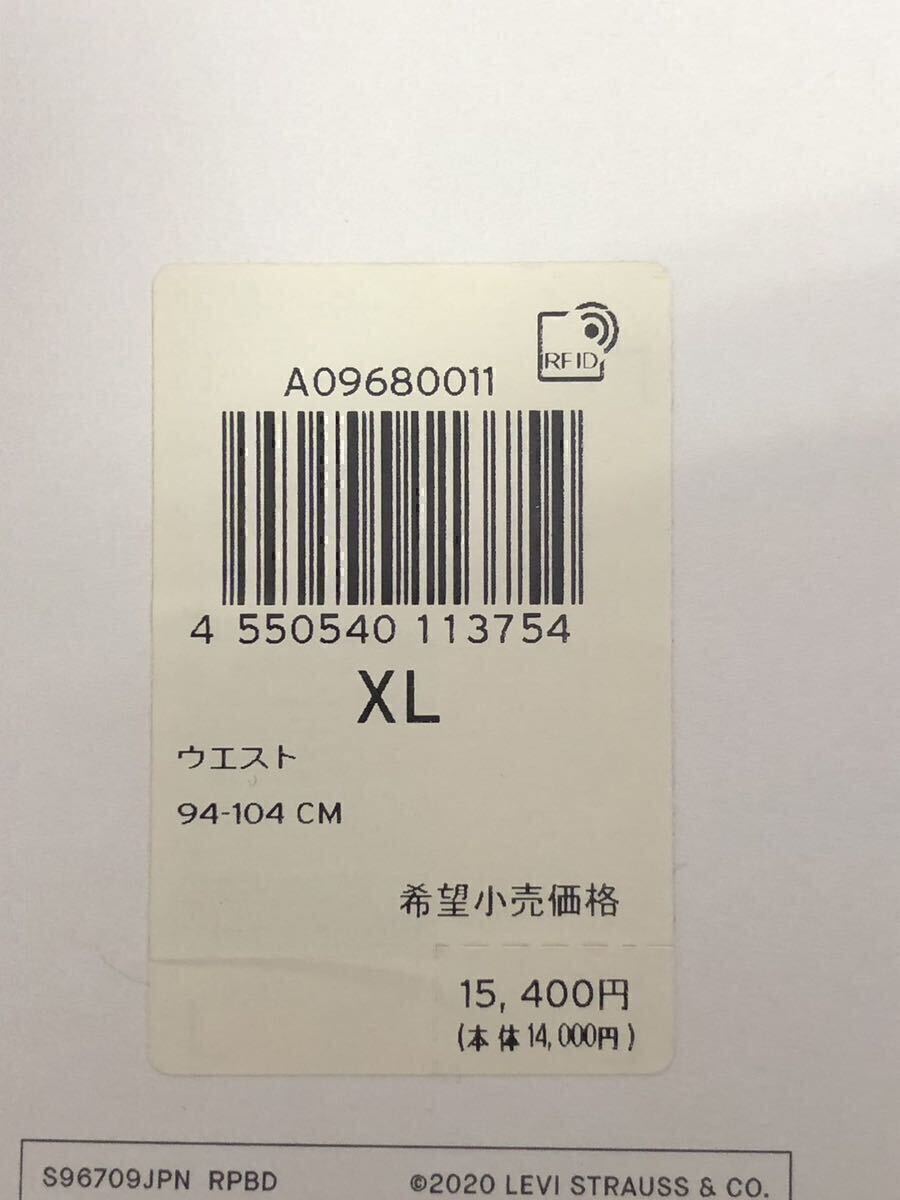 RFID
A09680011
4 550540 113754
XL
ウエスト
94-104 CM
希望小売価格
15,400円
(本体14,000円)
S96709JPN RPBD ©2020 LEVI STRAUSS & CO.